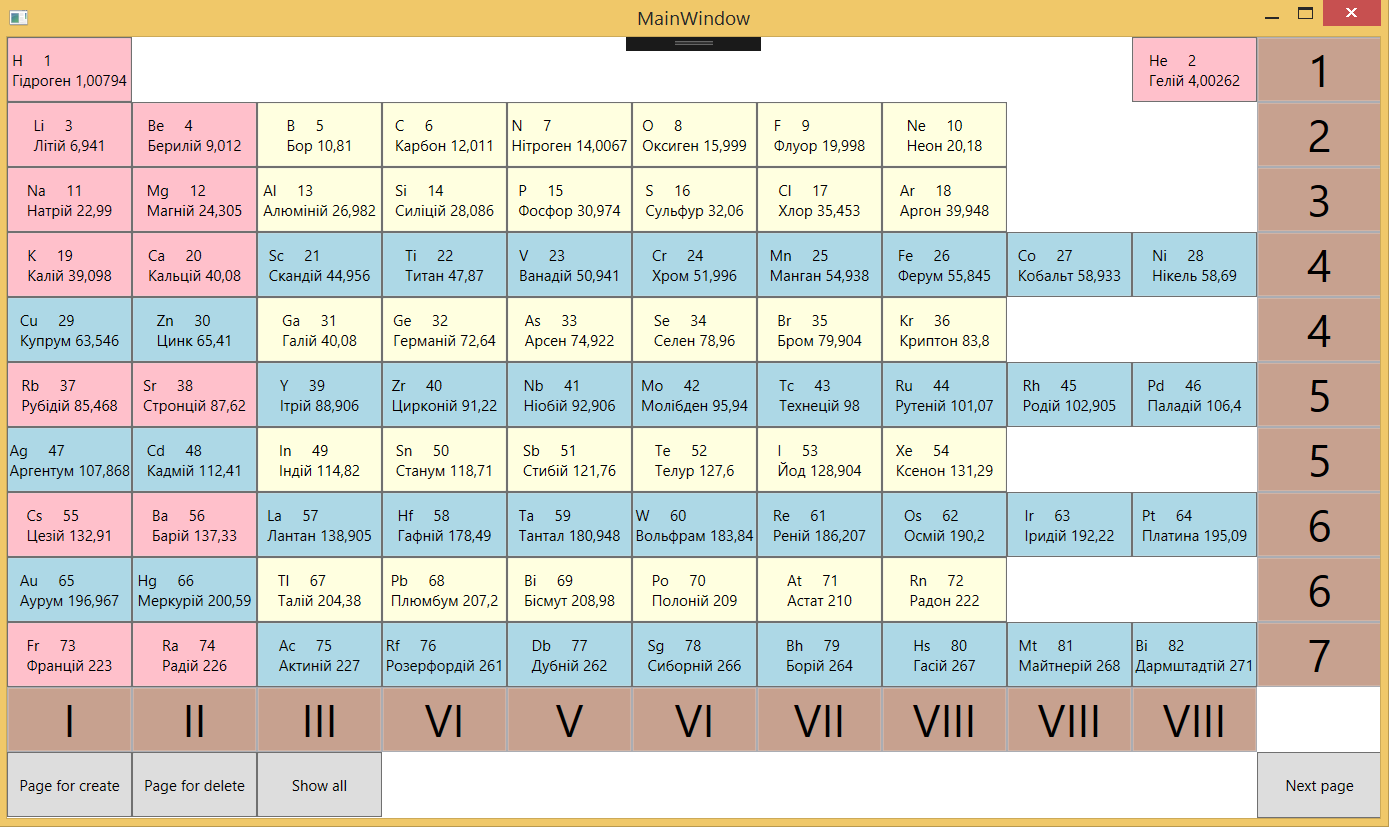 MainWindow
H 1
Гідроген 1,00794
He 2
Гелій 4,00262
1
Li 3
Літій 6,941
Be 4
Берилій 9,012
B 5
Бор 10,81
C 6
Карбон 12,011
N 7
Нітроген 14,0067
O 8
Оксиген 15,999
F 9
Флуор 19,998
Ne 10
Неон 20,18
2
Na 11
Натрій 22,99
Mg 12
Магній 24,305
Al 13
Алюміній 26,982
Si 14
Силіцій 28,086
P 15
Фосфор 30,974
S 16
Сульфур 32,06
Cl 17
Хлор 35,453
Ar 18
Аргон 39,948
3
K 19
Калій 39,098
Ca 20
Кальцій 40,08
Sc 21
Скандій 44,956
Ti 22
Титан 47,87
V 23
Ванадій 50,941
Cr 24
Хром 51,996
Mn 25
Манган 54,938
Fe 26
Ферум 55,845
Co 27
Кобальт 58,933
Ni 28
Нікель 58,69
4
Cu 29
Купрум 63,546
Zn 30
Цинк 65,41
Ga 31
Галій 40,08
Ge 32
Германій 72,64
As 33
Арсен 74,922
Se 34
Селен 78,96
Br 35
Бром 79,904
Kr 36
Криптон 83,8
4
Rb 37
Рубідій 85,468
Sr 38
Стронцій 87,62
Y 39
Ітрій 88,906
Zr 40
Цирконій 91,22
Nb 41
Ніобій 92,906
Mo 42
Молібден 95,94
Tc 43
Технецій 98
Ru 44
Рутеній 101,07
Rh 45
Родій 102,905
Pd 46
Паладій 106,4
5
Ag 47
Аргентум 107,868
Cd 48
Кадмій 112,41
In 49
Індій 114,82
Sn 50
Станум 118,71
Sb 51
Стибій 121,76
Te 52
Телур 127,6
I 53
Йод 128,904
Xe 54
Ксенон 131,29
5
Cs 55
Цезій 132,91
Ba 56
Барій 137,33
La 57
Лантан 138,905
Hf 58
Гафній 178,49
Ta 59
Тантал 180,948
W 60
Вольфрам 183,84
Re 61
Реній 186,207
Os 62
Осмій 190,2
Ir 63
Іридій 192,22
Pt 64
Платина 195,09
6
Au 65
Аурум 196,967
Hg 66
Меркурій 200,59
Tl 67
Талій 204,38
Pb 68
Плюмбум 207,2
Bi 69
Бісмут 208,98
Po 70
Полоній 209
At 71
Астат 210
Rn 72
Радон 222
6
Fr 73
Францій 223
Ra 74
Радій 226
Ac 75
Актиній 227
Rf 76
Розерфордій 261
Db 77
Дубній 262
Sg 78
Сиборній 266
Bh 79
Борій 264
Hs 80
Гасій 267
Mt 81
Майтнерій 268
Bi 82
Дармштадтій 271
7
I II III VI V VI VII VIII VIII VIII
Page for create
Page for delete
Show all
Next page